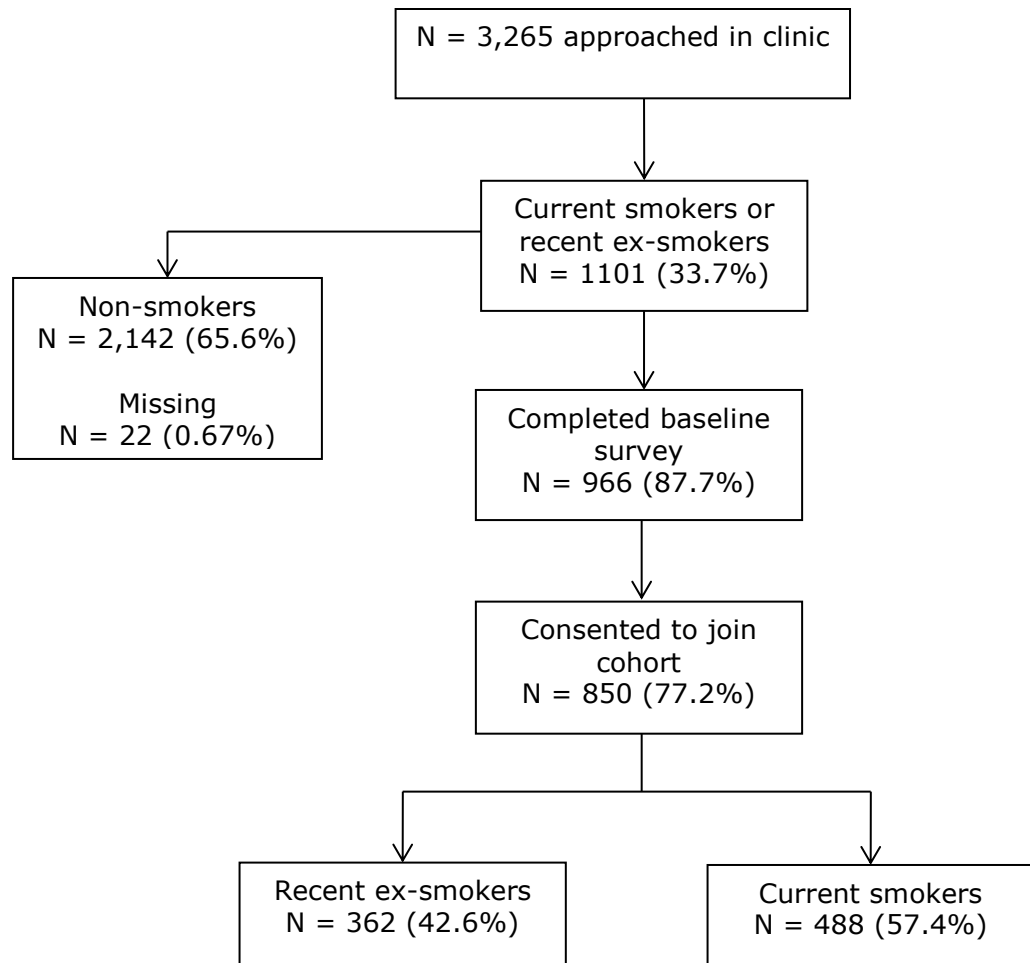 N = 3,265 approached in clinic
Current smokers or
recent ex-smokers
N = 1101 (33.7%)
Non-smokers
N = 2,142 (65.6%)
Missing
N = 22 (0.67%)
Completed baseline
survey
N = 966 (87.7%)
Consented to join
cohort
N = 850 (77.2%)
Recent ex-smokers
N = 362 (42.6%)
Current smokers
N = 488 (57.4%)